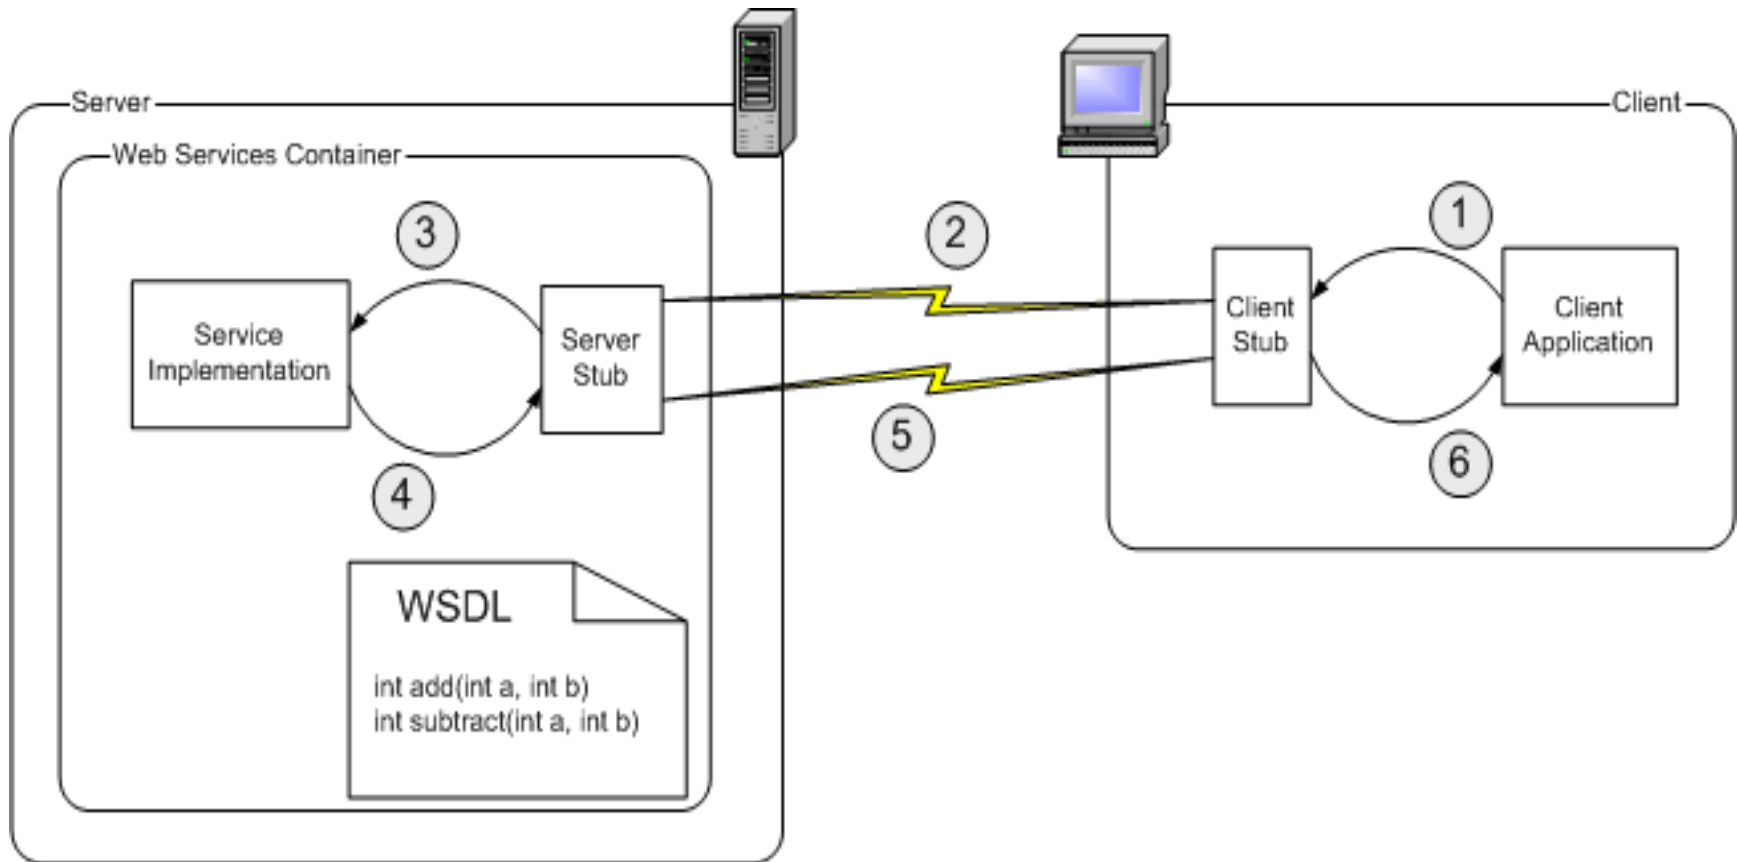 Server
Client
Web Services Container
3
2
1
Service
Implementation
Server
Stub
Client
Stub
Client
Application
4
5
6
WSDL
int add(int a, int b)
int subtract(int a, int b)